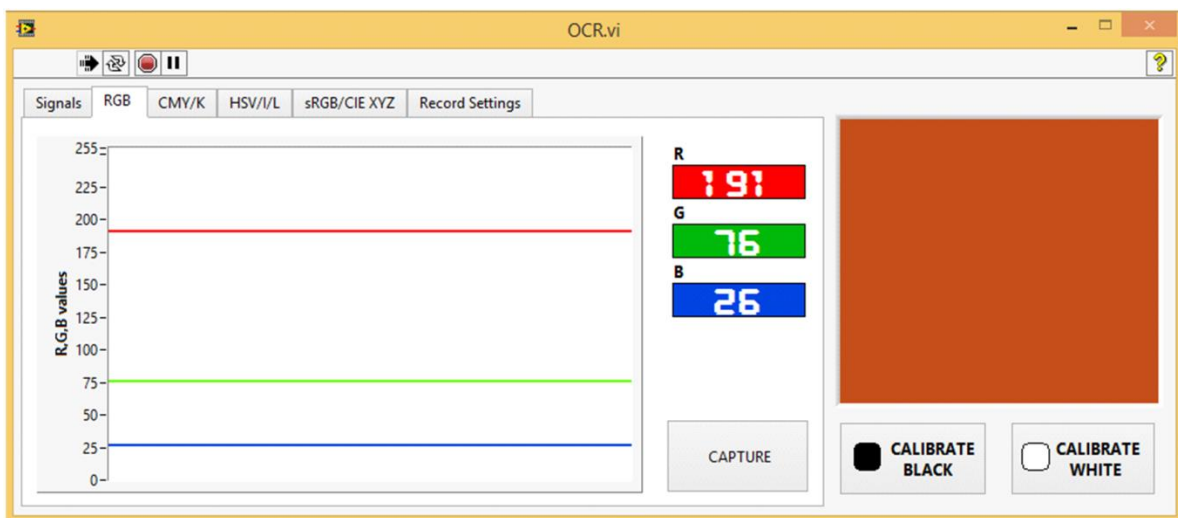 OCR.vi
Signals RGB CMY/K HSV/I/L sRGB/CIE XYZ Record Settings
R,G,B values
255
225
200
175
150
125
100
75
50
25
0
R
191
G
76
B
26
CAPTURE
CALIBRATE
BLACK
CALIBRATE
WHITE